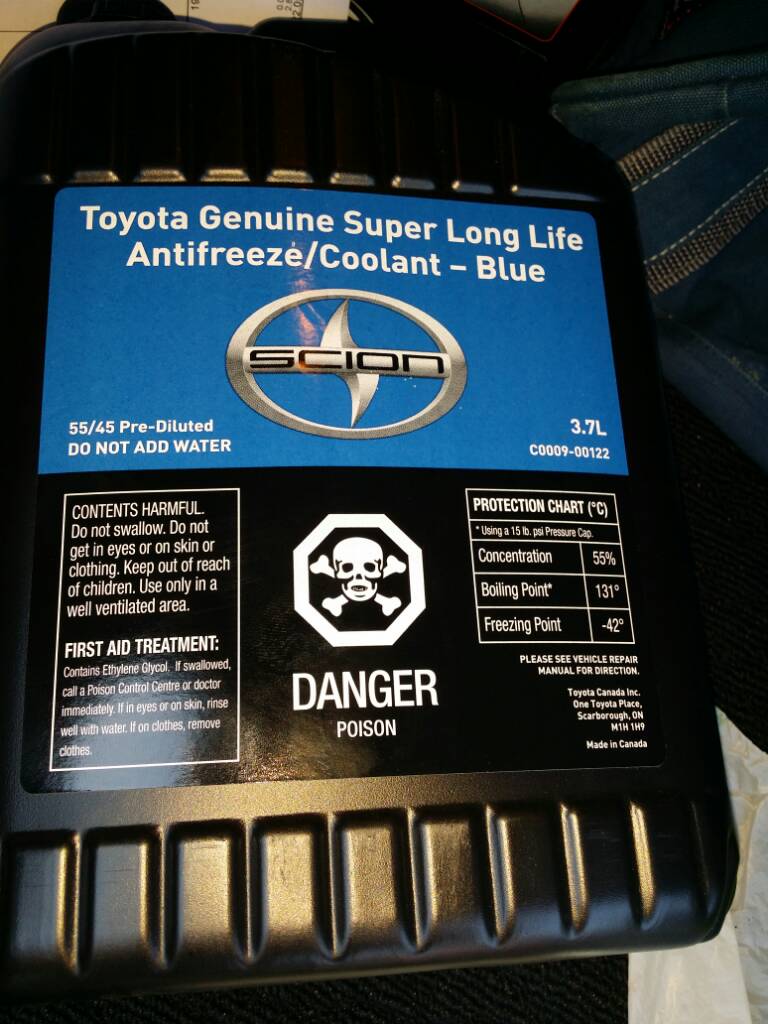 Toyota Genuine Super Long Life
Antifreeze/Coolant – Blue
SCION
55/45 Pre-Diluted
DO NOT ADD WATER
3.7L
C0009-00122
CONTENTS HARMFUL.
Do not swallow. Do not
get in eyes or on skin or
clothing. Keep out of reach
of children. Use only in a
well ventilated area.
FIRST AID TREATMENT:
Contains Ethylene Glycol. If swallowed,
call a Poison Control Centre or doctor
immediately. If in eyes or on skin, rinse
well with water. If on clothes, remove
clothes.
DANGER
POISON
PROTECTION CHART (°C)
* Using a 15 lb. psi Pressure Cap.
Concentration 55%
Boiling Point* 131°
Freezing Point -42°
PLEASE SEE VEHICLE REPAIR
MANUAL FOR DIRECTION.
Toyota Canada Inc.
One Toyota Place,
Scarborough, ON
M1H 1H9
Made in Canada